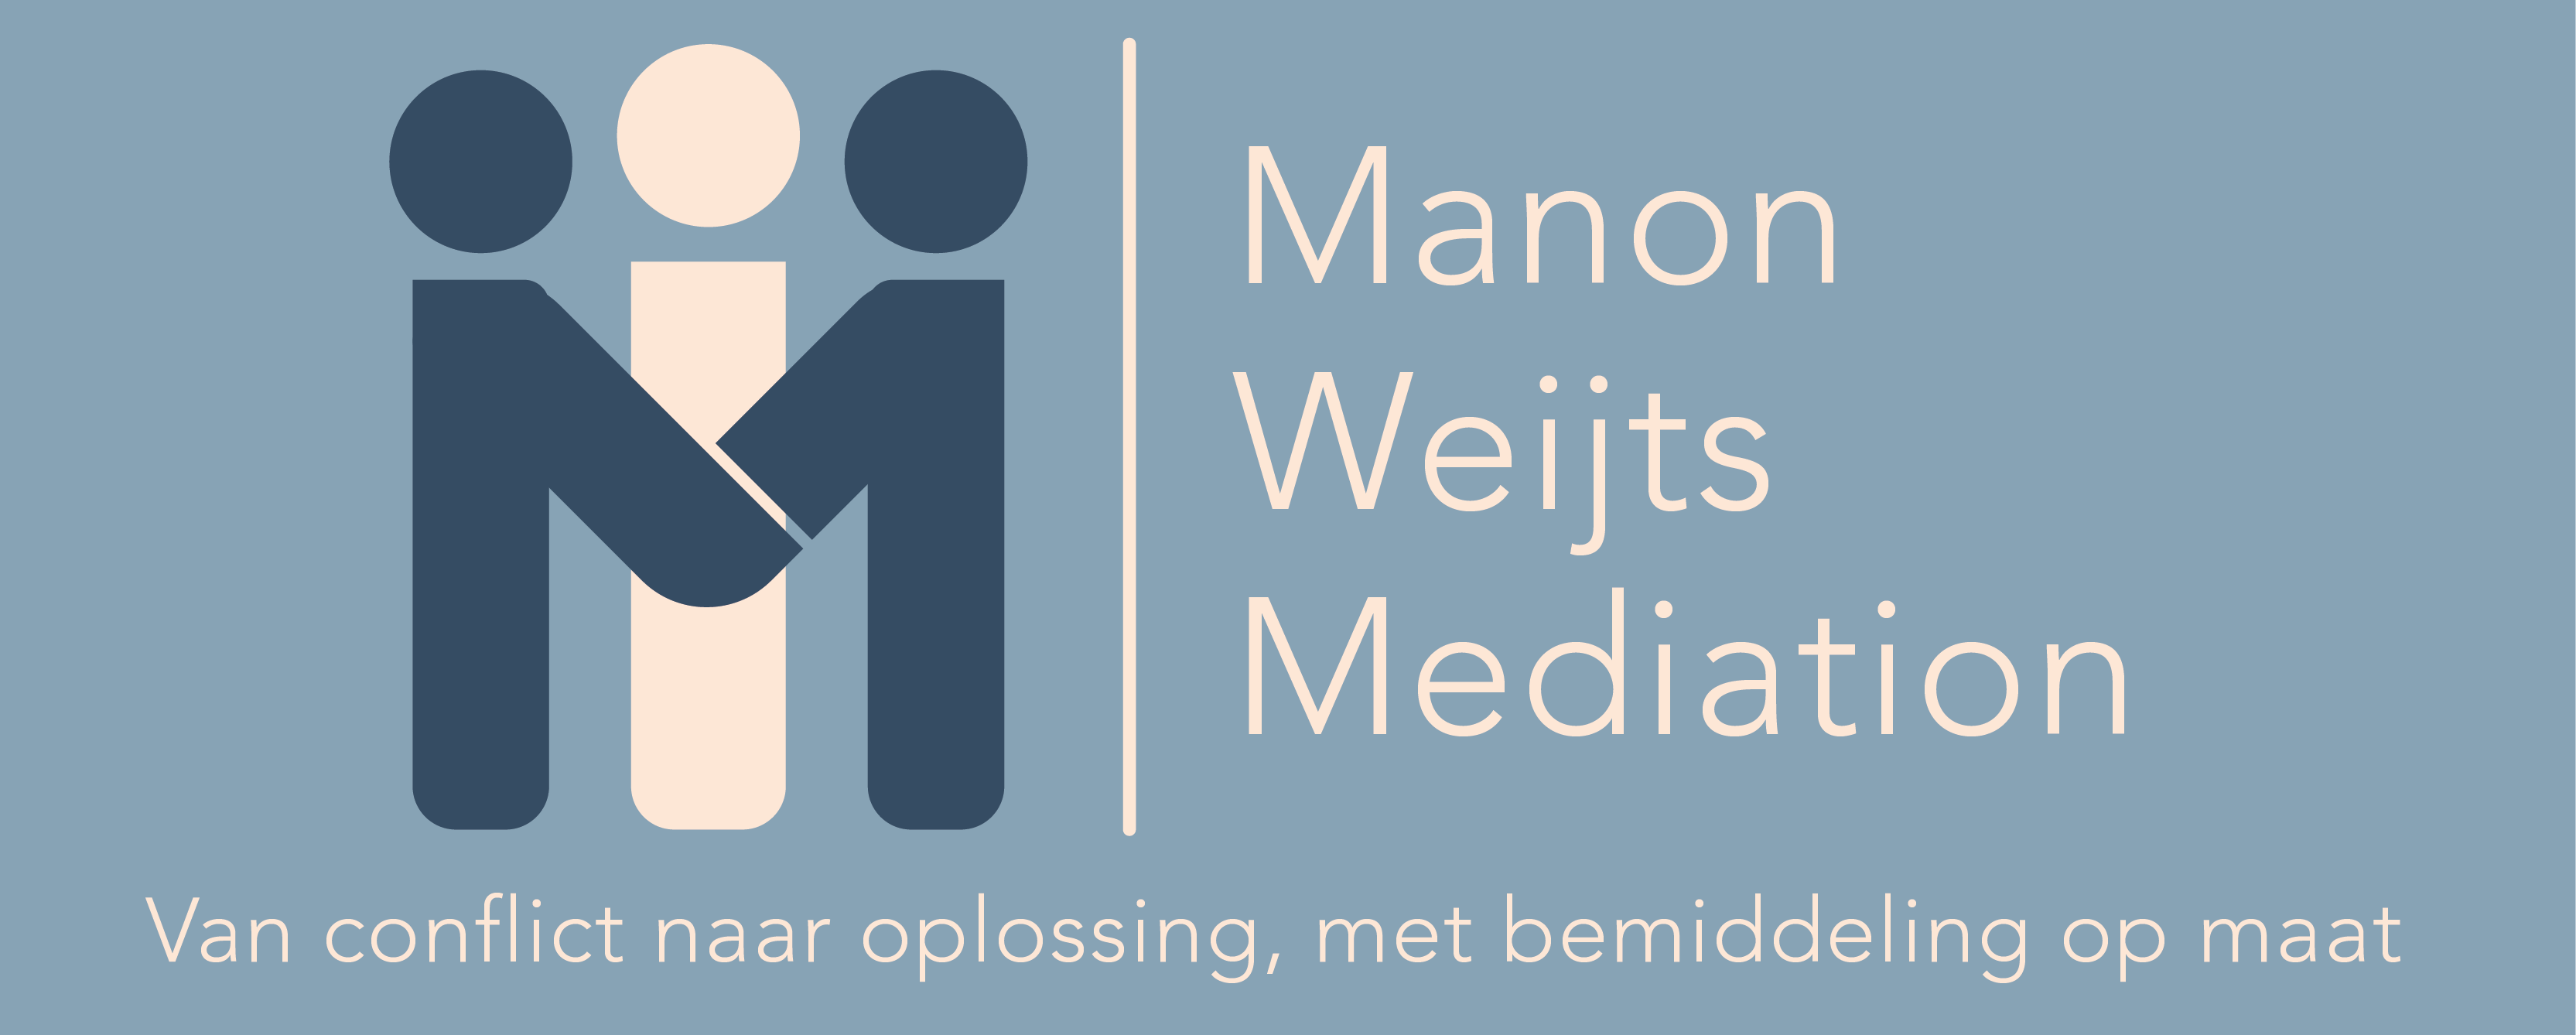 Manon
Weijts
Mediation
Van conflict naar oplossing, met bemiddeling op maat